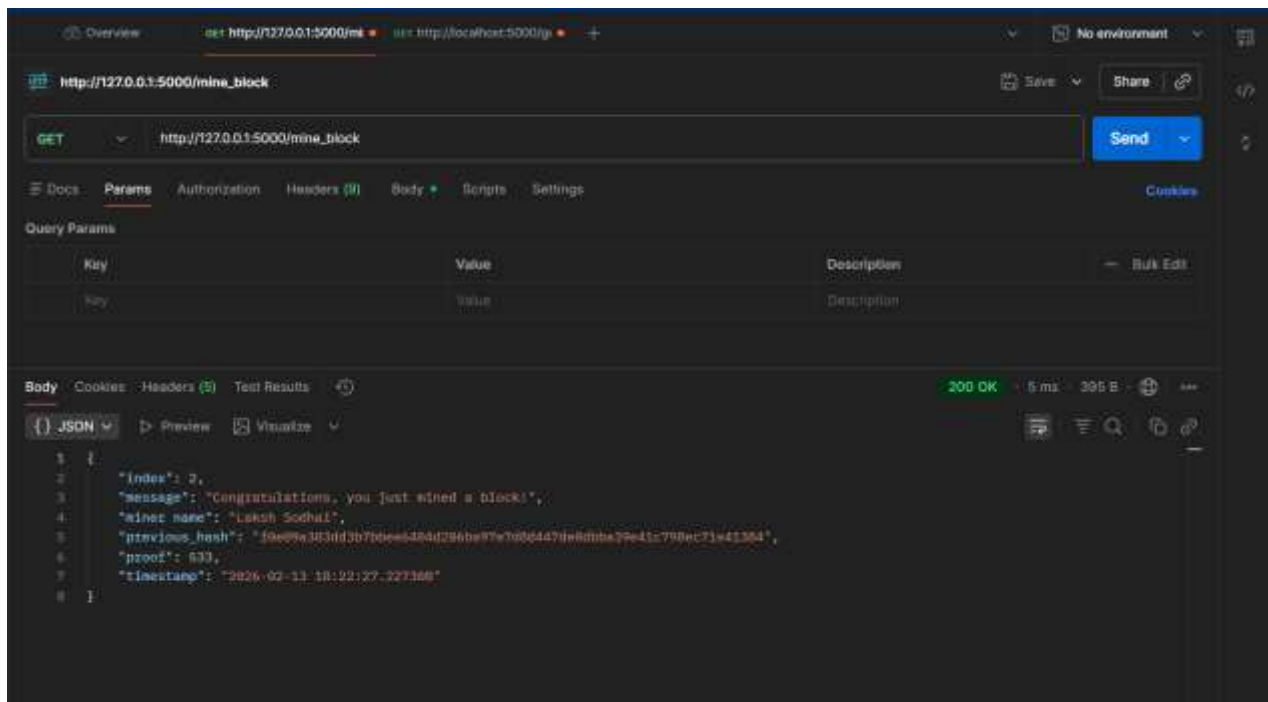 Overview
GET http://127.0.0.1:5000/mi
GET http://localhost:5000/g
No environment
http://127.0.0.1:5000/mine_block
Save
Share
GET
http://127.0.0.1:5000/mine_block
Send
Docs Params Authorization Headers (9) Body Scripts Settings
Cookies
Query Params
Key Value Description Bulk Edit
Key Value Description
Body Cookies Headers (5) Test Results
200 OK 5 ms 395 B
{} JSON Preview Visualize
1 {
2 "index": 2,
3 "message": "Congratulations, you just mined a block!",
4 "miner name": "Laksh Sodhai",
5 "previous_hash":
6 "proof": 533,
7 "timestamp": "2026-02-13 18:22:27.227308"
8 }